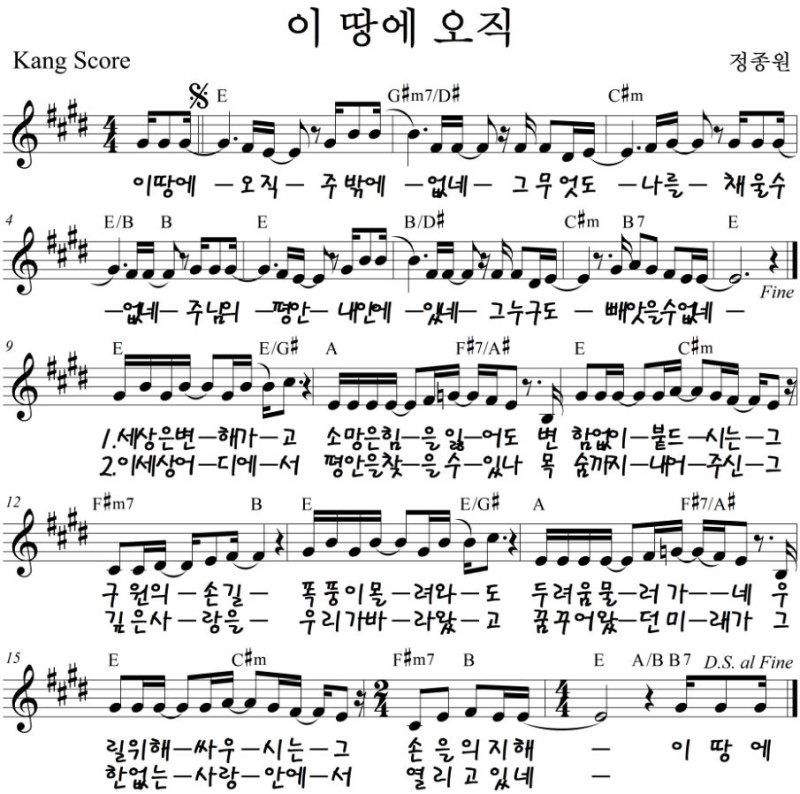 이 땅에 오직
Kang Score 정종원
E G#m7/D# C#m
이땅에 –오직– 주밖에 –없네– 그무엇도 –나를– 채울수
4 E/B B E B/D# C#m B7 E
–없네– 주님의 –평안– 내안에 –있네– 그누구도 –빼앗을수없네–
Fine
9 E E/G# A F#7/A# E C#m
1.세상은변–해가–고 소망은힘–을잃–어도 변 함없이–붙드–시는–그
2.이세상어–디에–서 평안을찾–을수–있나 목 숨까지–내어–주신–그
12 F#m7 B E E/G# A F#7/A#
구원의–손길– 폭풍이몰–려와–도 두려움물–러가–네 우
깊은사–랑을– 우리가바–라왔–고 꿈꾸어왔–던미–래가 그
15 E C#m F#m7 B E A/B B7 D.S. al Fine
릴위해–싸우–시는–그 손을의지해 – 이 땅에
한없는–사랑–안에–서 열리고있네 –